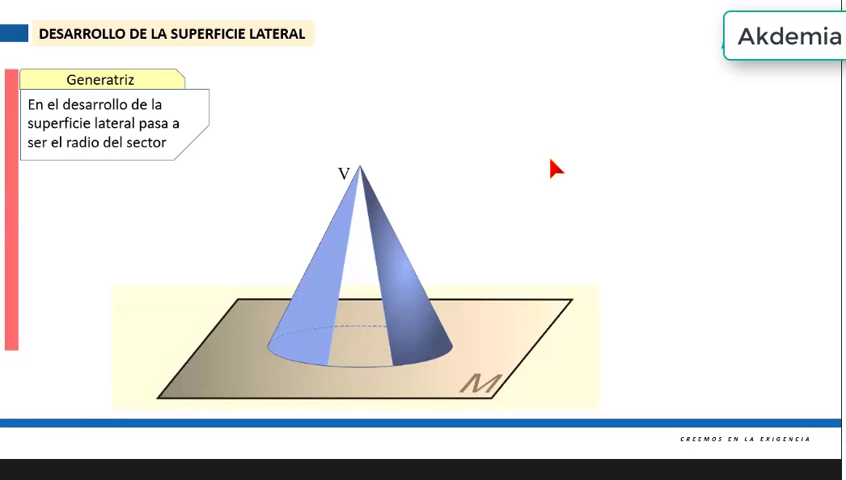 DESARROLLO DE LA SUPERFICIE LATERAL
Akdemia
Generatriz
En el desarrollo de la
superficie lateral pasa a
ser el radio del sector
V
M
CREEMOS EN LA EXIGENCIA